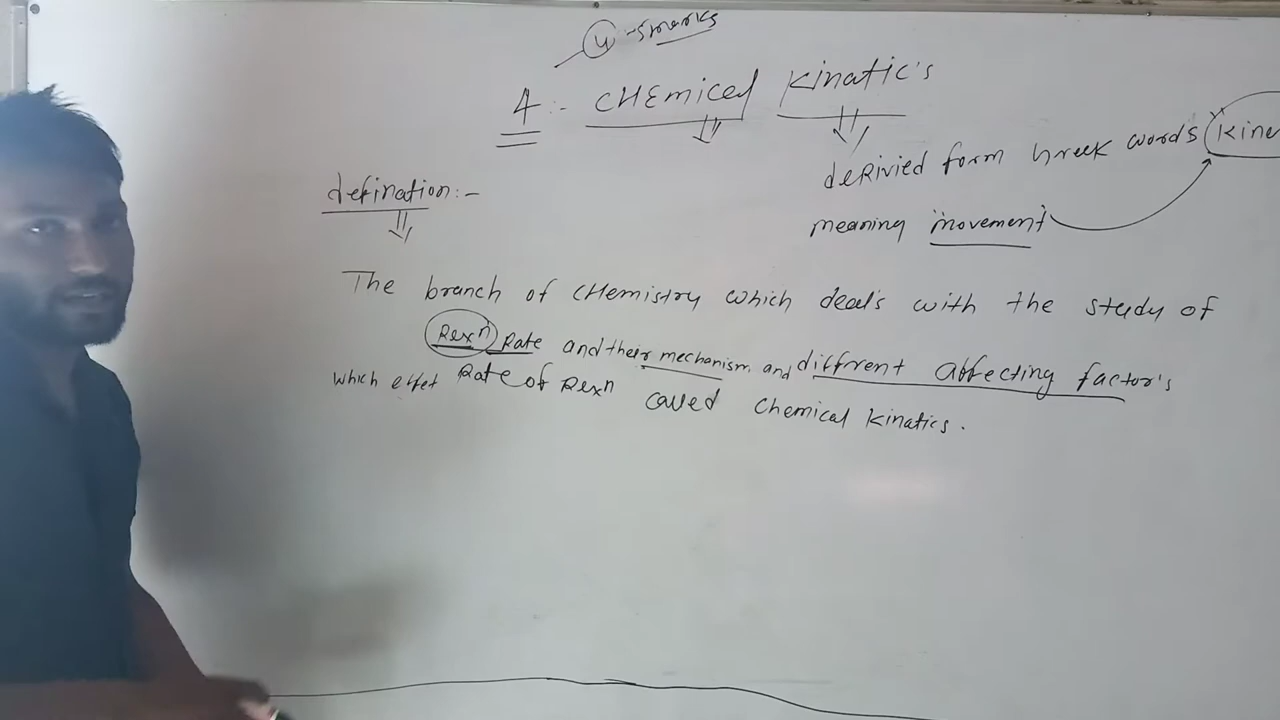 4 -5marks
4:- CHEmical Kinatic's
derivied form Greek words kine
meaning movement
defination:-
The branch of CHemistry which deal's with the study of
Rexn Rate and their mechanism and diffrent affecting factor's
which effet Rate of Rexn called chemical kinetics.